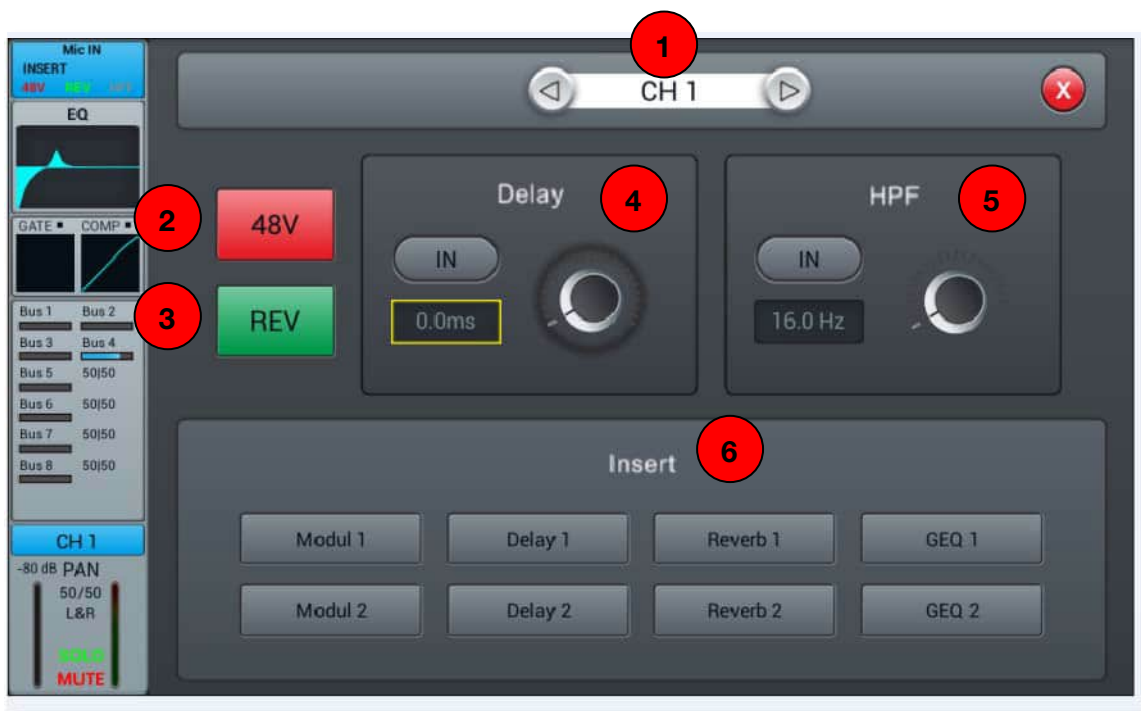 Mic IN
INSERT
48V REV HPF
EQ
GATE COMP
Bus 1 Bus 2
Bus 3 Bus 4
Bus 5 50|50
Bus 6 50|50
Bus 7 50|50
Bus 8 50|50
CH 1
-80 dB PAN
50/50
L&R
SOLO
MUTE
1
CH 1
X
2
48V
3
REV
Delay 4
IN
0.0ms
HPF 5
IN
16.0 Hz
Insert 6
Modul 1 Delay 1 Reverb 1 GEQ 1
Modul 2 Delay 2 Reverb 2 GEQ 2